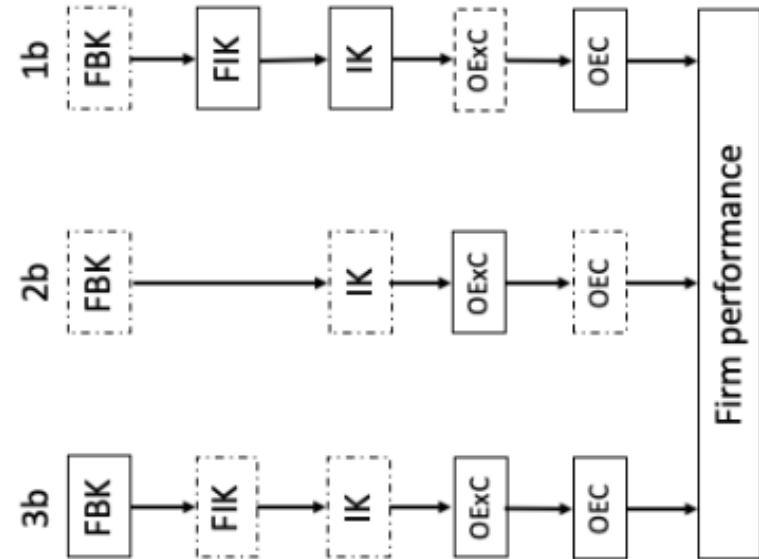 1b
FBK
FIK
IK
OExC
OEC
2b
FBK
IK
OExC
OEC
3b
FBK
FIK
IK
OExC
OEC
Firm performance